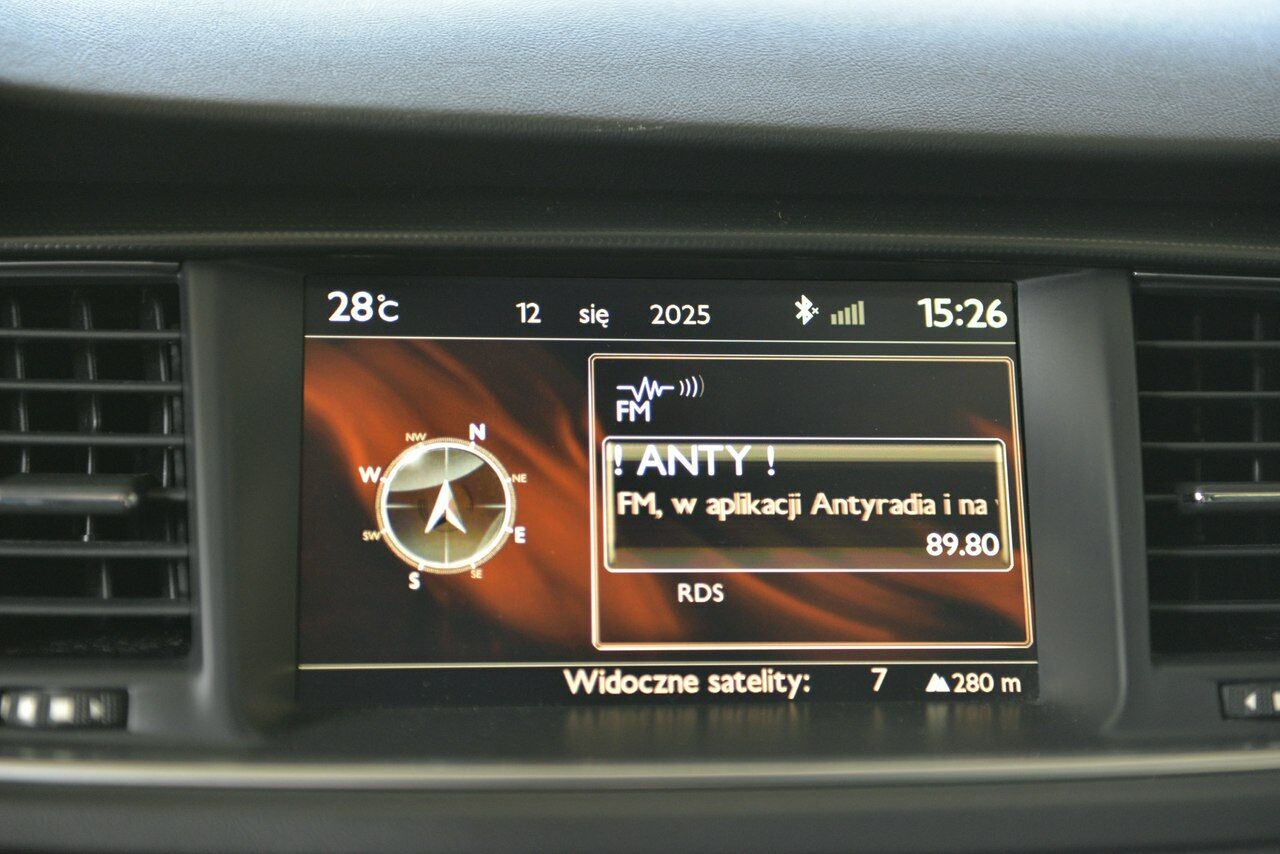 28°C 12 się 2025 15:26
FM
! ANTY !
FM, w aplikacji Antyradia i na
89.80
RDS
NW N
W NE
SW E
S SE
Widoczne satelity: 7 280 m